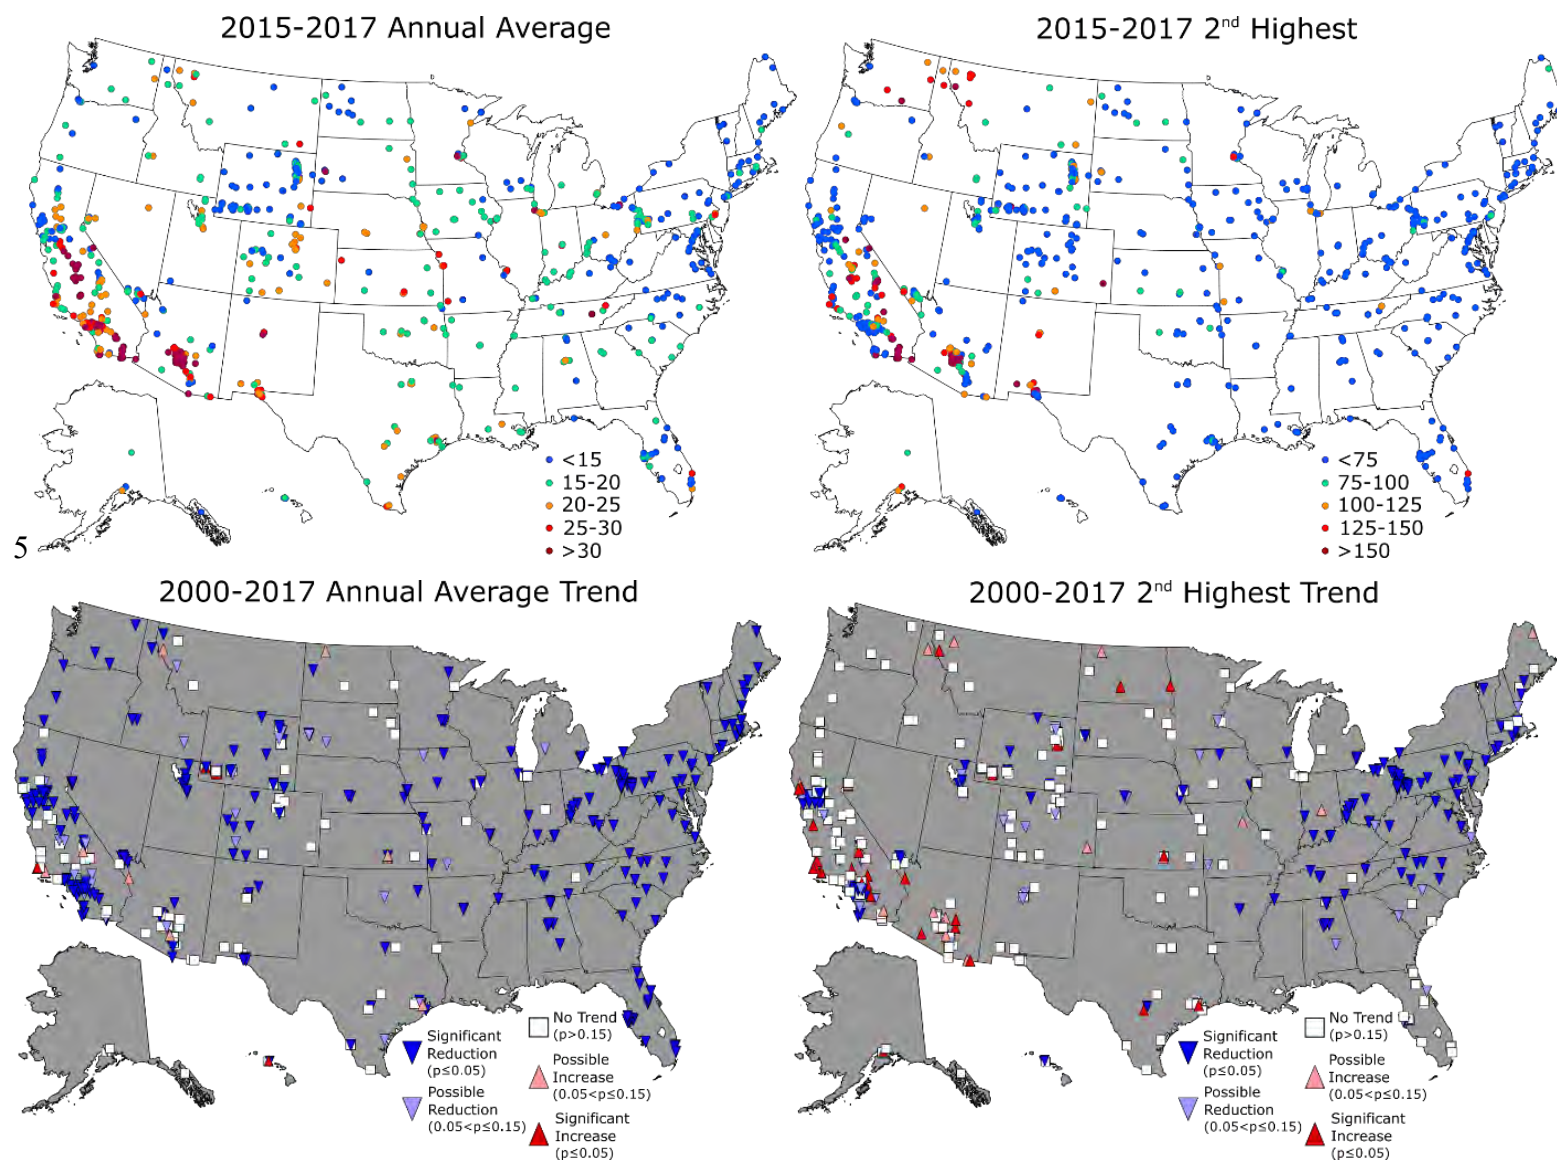 2015-2017 Annual Average
2015-2017 2nd Highest
<15
15-20
20-25
25-30
>30
<75
75-100
100-125
125-150
>150
5
2000-2017 Annual Average Trend
2000-2017 2nd Highest Trend
Significant
Reduction
(p≤0.05)
Possible
Reduction
(0.05<p≤0.15)
No Trend
(p>0.15)
Possible
Increase
(0.05<p≤0.15)
Significant
Increase
(p≤0.05)
Significant
Reduction
(p≤0.05)
Possible
Reduction
(0.05<p≤0.15)
No Trend
(p>0.15)
Possible
Increase
(0.05<p≤0.15)
Significant
Increase
(p≤0.05)